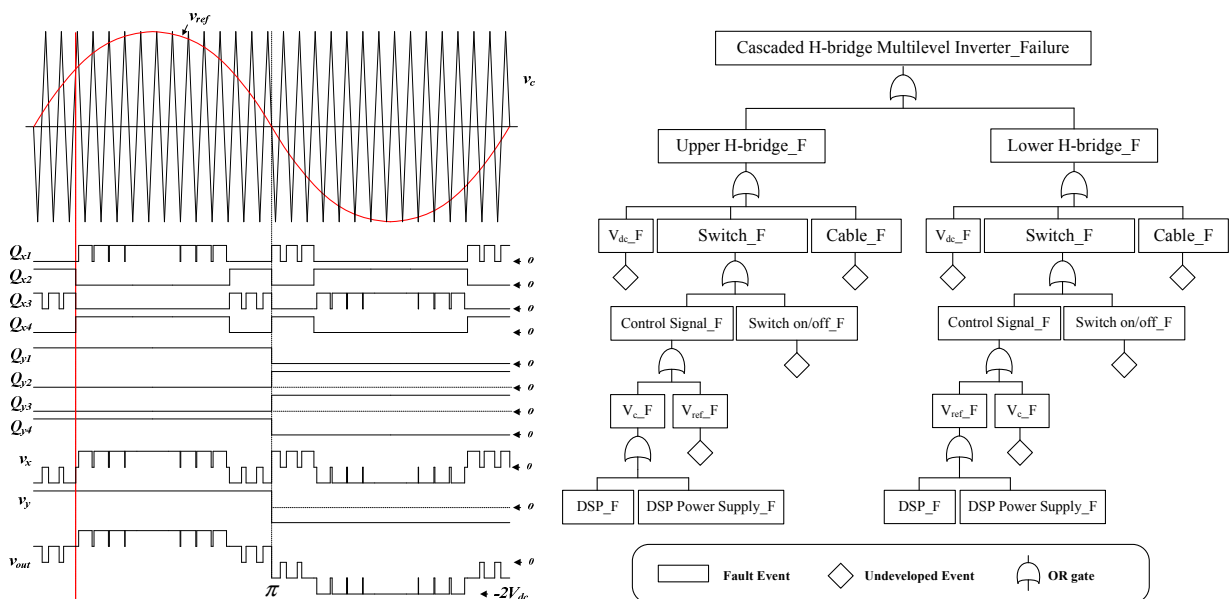 v_ref
v_c
Q_x1
0
Q_x2
0
Q_x3
0
Q_x4
0
Q_y1
0
Q_y2
0
Q_y3
0
Q_y4
0
v_x
0
v_y
0
v_out
0
π
-2V_dc
Cascaded H-bridge Multilevel Inverter_Failure
Upper H-bridge_F
Lower H-bridge_F
V_dc_F
Switch_F
Cable_F
V_dc_F
Switch_F
Cable_F
Control Signal_F
Switch on/off_F
Control Signal_F
Switch on/off_F
V_c_F
V_ref_F
V_ref_F
V_c_F
DSP_F
DSP Power Supply_F
DSP_F
DSP Power Supply_F
Fault Event
Undeveloped Event
OR gate